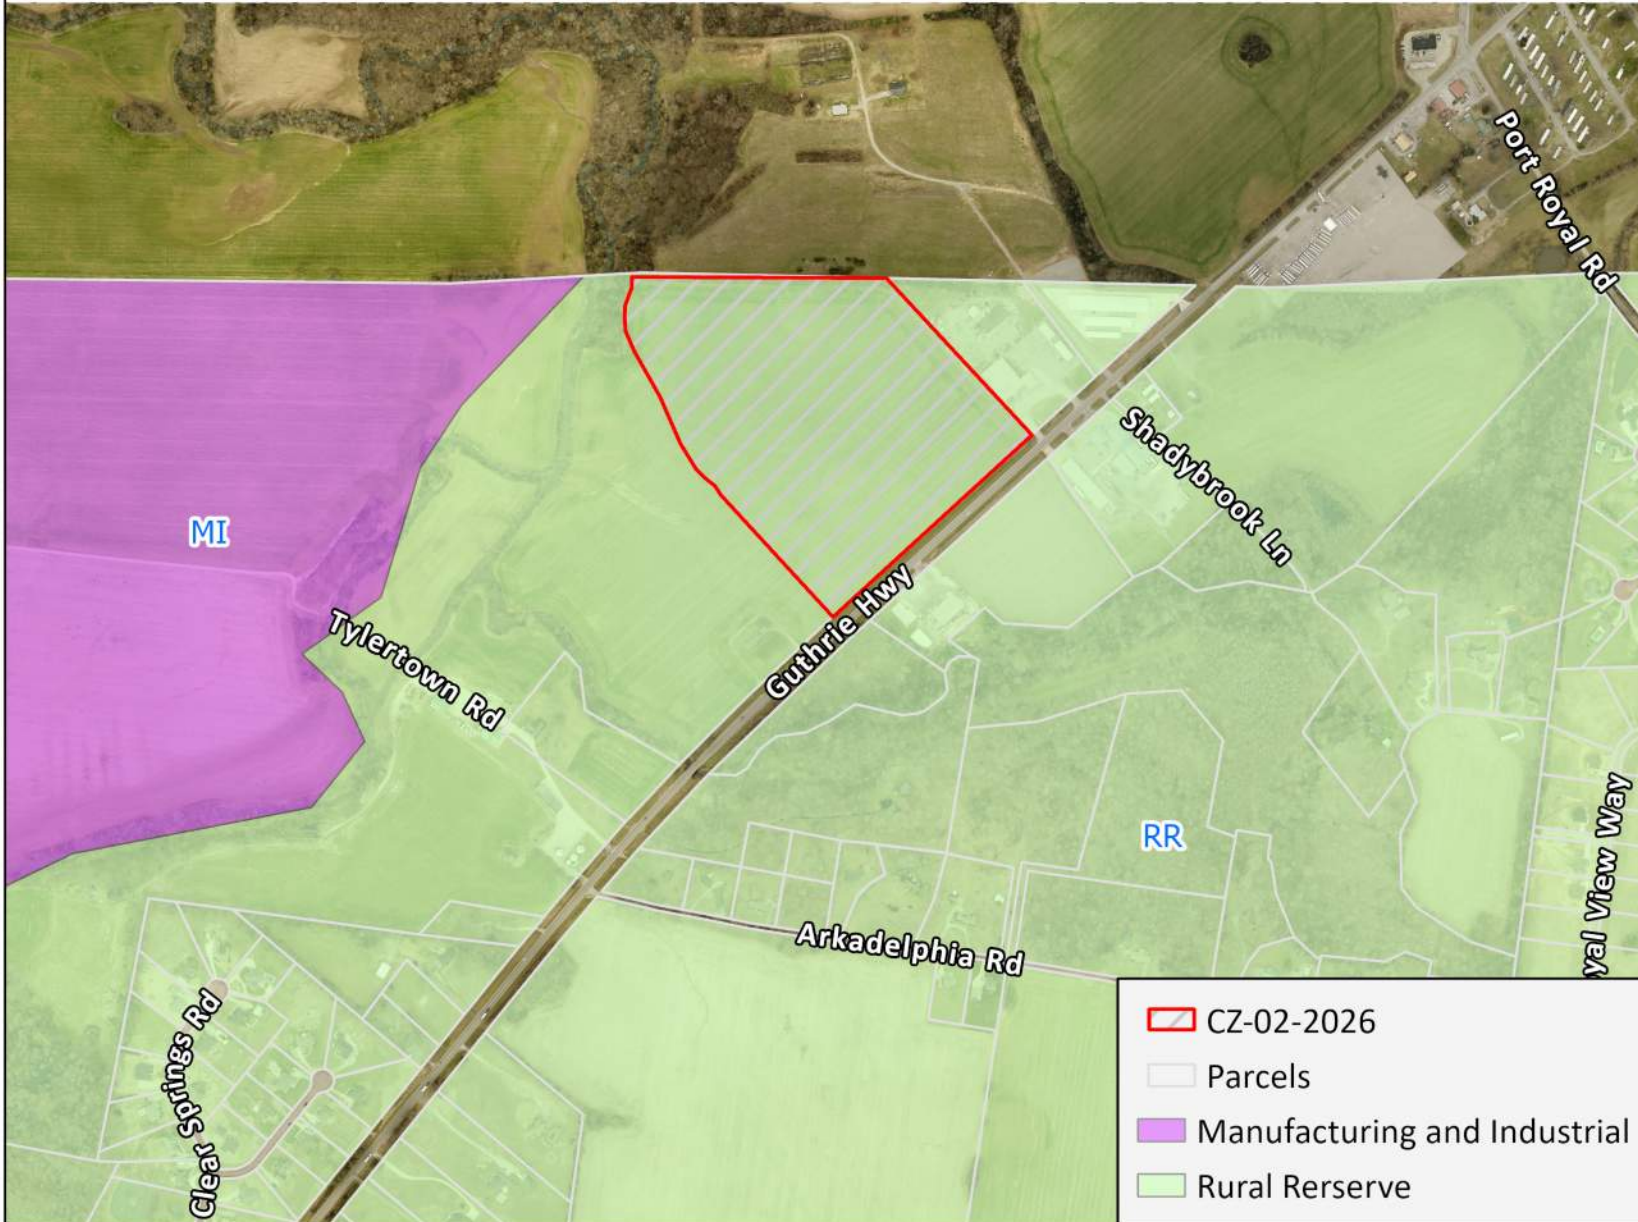 Port Royal Rd
Shadybrook Ln
MI
Guthrie Hwy
Tylertown Rd
RR
yal View Way
Arkadelphia Rd
Clear Springs Rd
CZ-02-2026
Parcels
Manufacturing and Industrial
Rural Rerserve